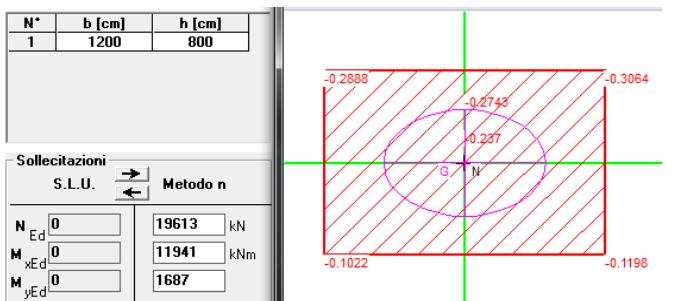 N° b [cm] h [cm]
1 1200 800
Sollecitazioni
S.L.U. Metodo n
N Ed 0 19613 kN
M xEd 0 11941 kNm
M yEd 0 1687
-0.2888 -0.3064
-0.2743
-0.237
G N
-0.1022 -0.1198